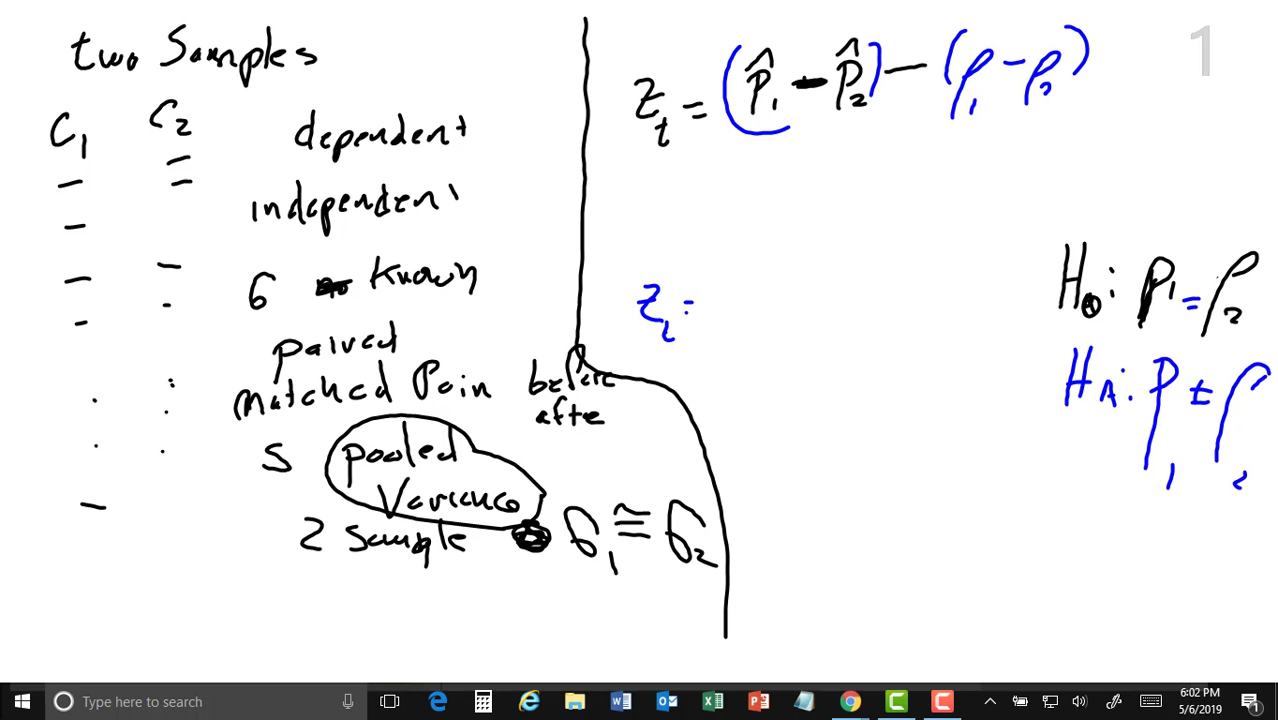 two Samples
C1 C2
dependent
independent
σ known
paired
matched Pair
before
after
S pooled
Variance
2 Sample
σ1 ≅ σ2
1
Zt = (p̂1 - p̂2) - (p1 - p2)
H0: p1 = p2
HA: p1 ≠ p2
Type here to search
6:02 PM
5/6/2019